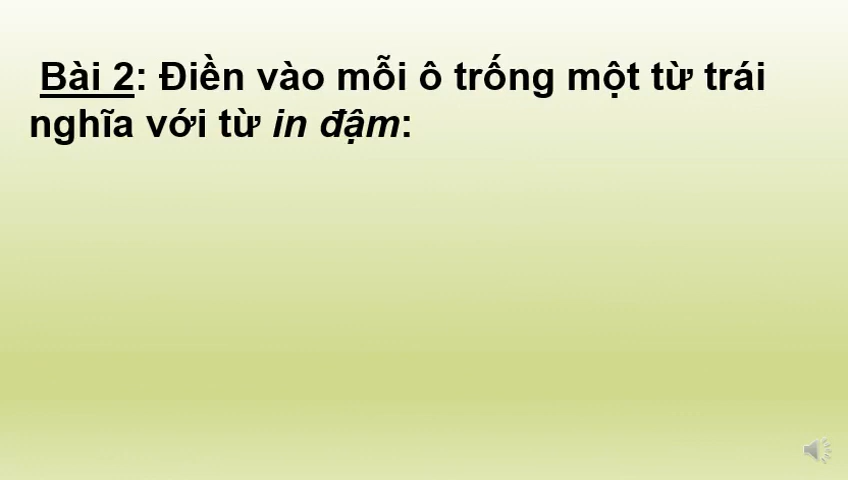 Bài 2: Điền vào mỗi ô trống một từ trái
nghĩa với từ in đậm: